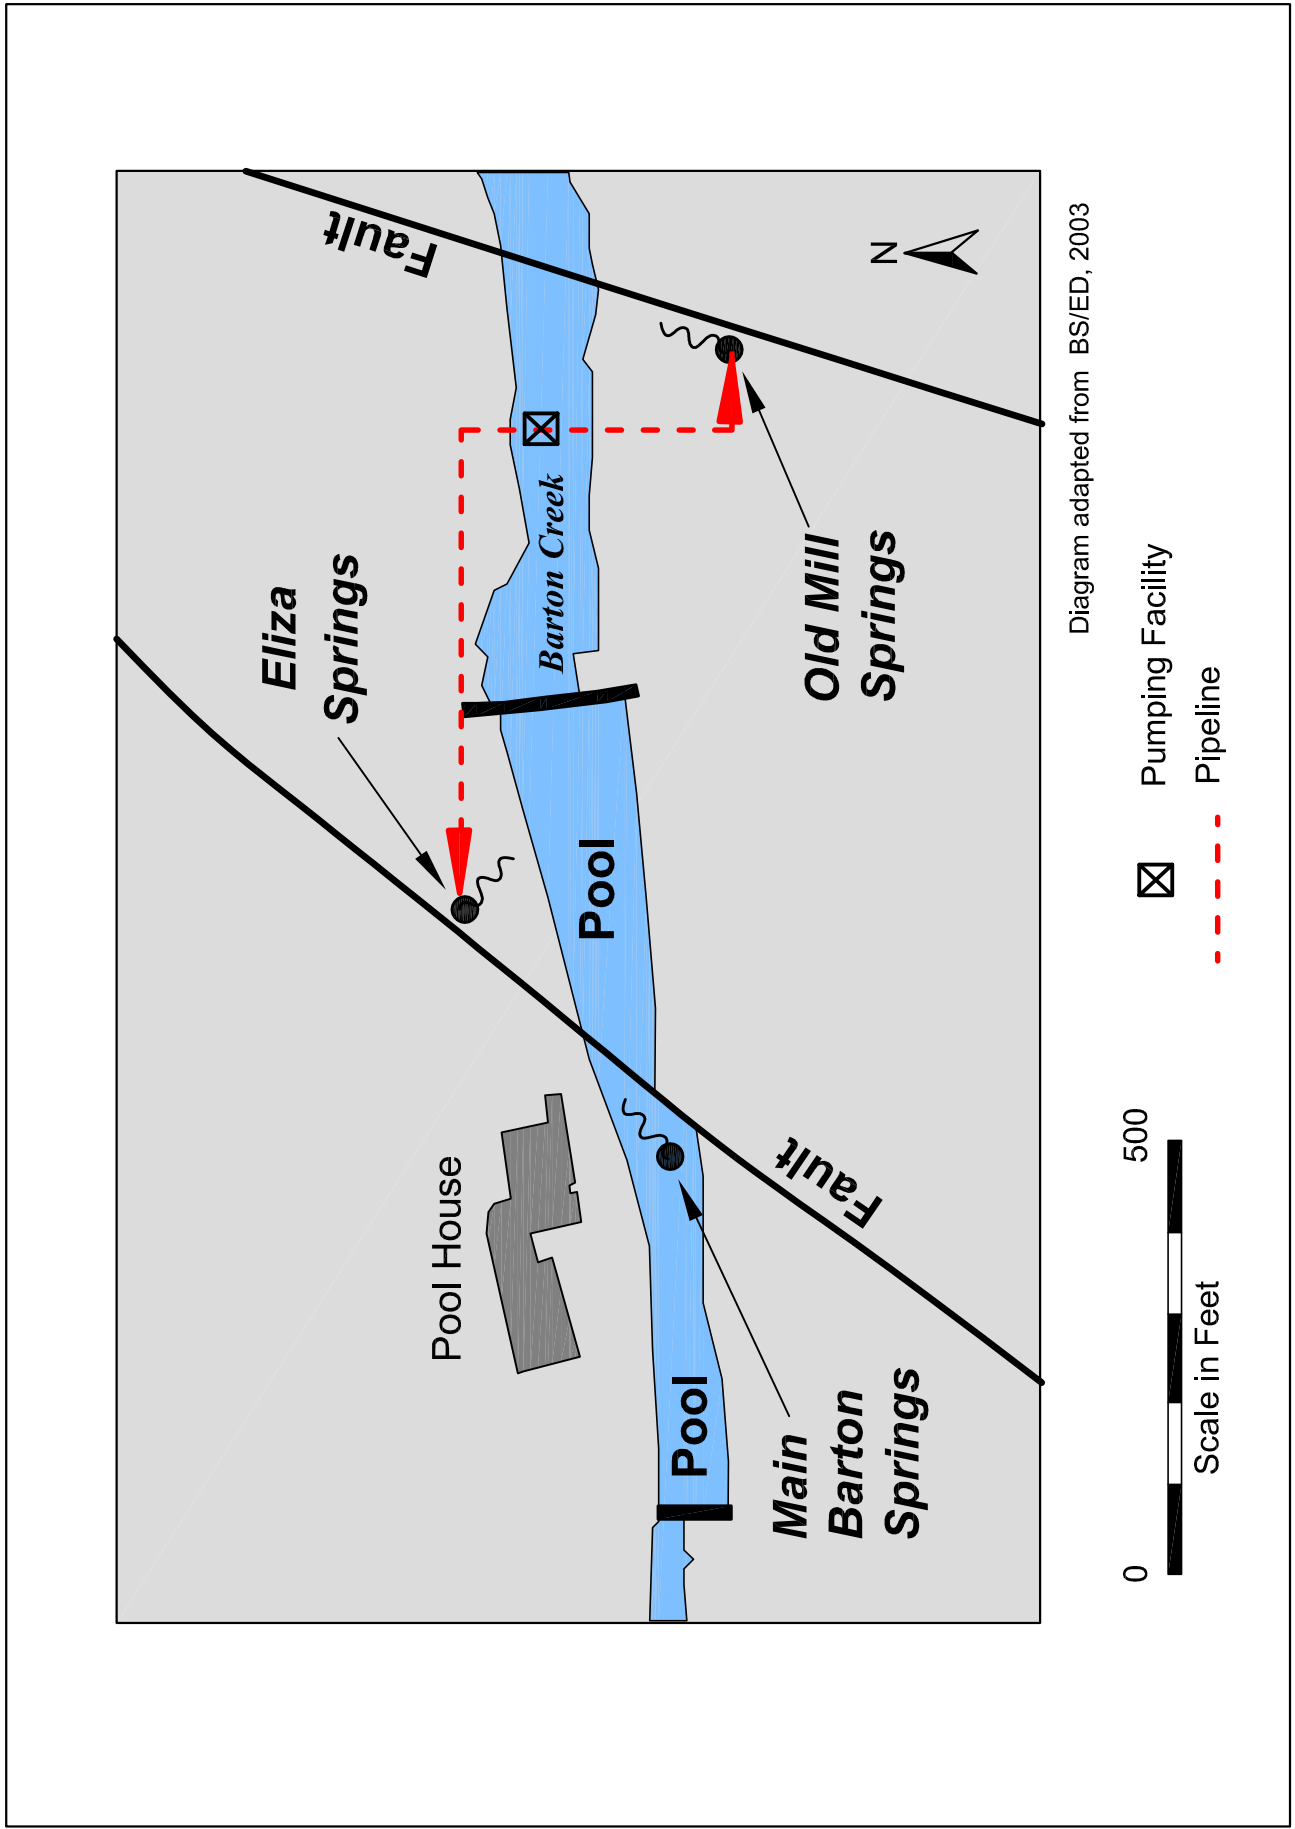 Fault
Eliza
Springs
Pool House
Barton Creek
Pool
Fault
Pool
N
Old Mill
Springs
Main
Barton
Springs
Diagram adapted from BS/ED, 2003
0
500
Scale in Feet
Pumping Facility
Pipeline